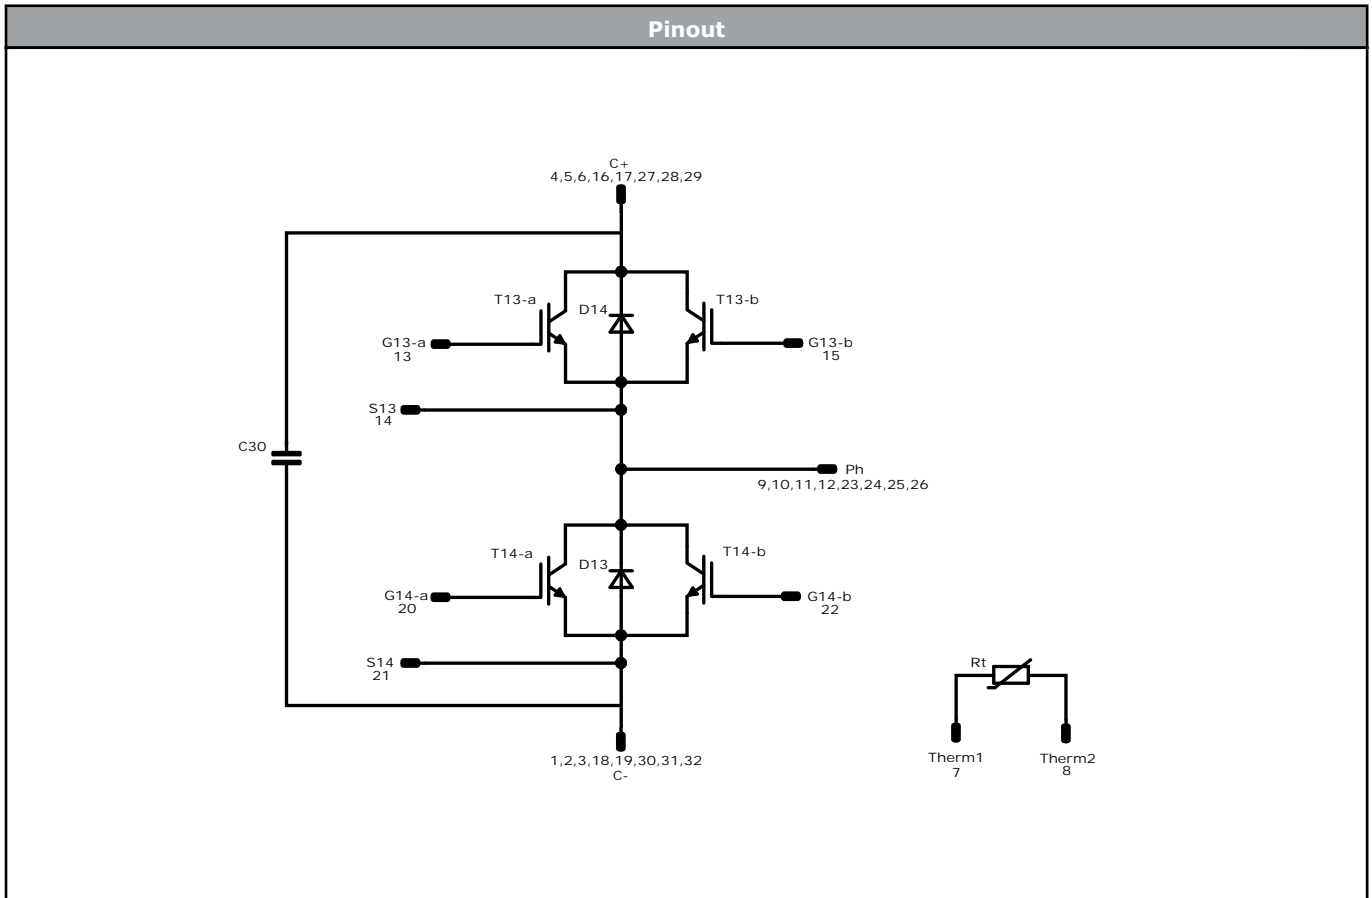 Pinout
C+
4,5,6,16,17,27,28,29
T13-a
D14
T13-b
G13-a
13
G13-b
15
S13
14
C30
Ph
9,10,11,12,23,24,25,26
T14-a
D13
T14-b
G14-a
20
G14-b
22
S14
21
Rt
1,2,3,18,19,30,31,32
C-
Therm1
7
Therm2
8